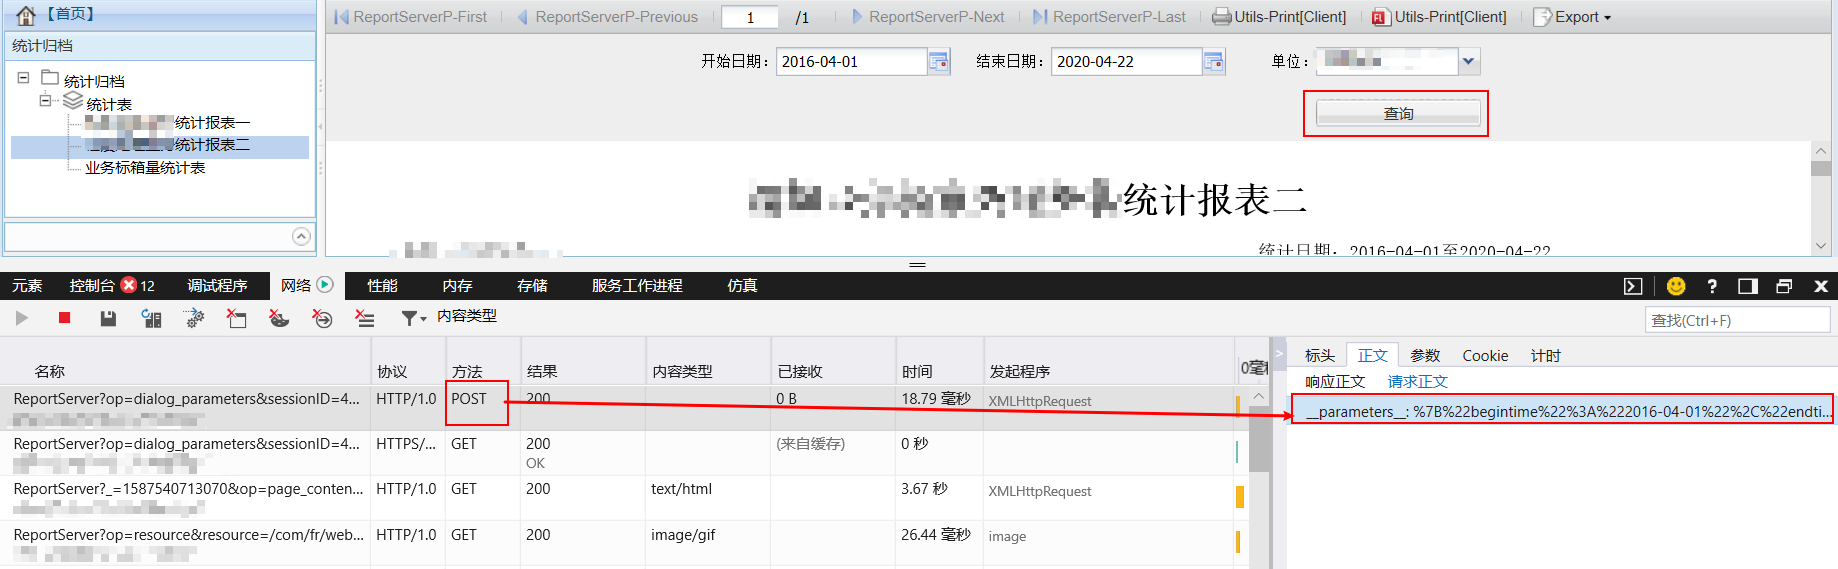 【首页】
统计归档
统计归档
统计表
统计报表一
统计报表二
业务标箱量统计表
ReportServerP-First
ReportServerP-Previous
1
/1
ReportServerP-Next
ReportServerP-Last
Utils-Print[Client]
Utils-Print[Client]
Export
开始日期：
2016-04-01
结束日期：
2020-04-22
单位：
查询
统计报表二
统计日期：2016-04-01至2020-04-22
元素 控制台 12 调试程序 网络 性能 内存 存储 服务工作进程 仿真
内容类型
查找(Ctrl+F)
名称 协议 方法 结果 内容类型 已接收 时间 发起程序 0毫秒
ReportServer?op=dialog_parameters&sessionID=4... HTTP/1.0 POST 200 0 B 18.79 毫秒 XMLHttpRequest
ReportServer?op=dialog_parameters&sessionID=4... HTTPS/... GET 200 (来自缓存) 0 秒
OK
ReportServer?_=1587540713070&op=page_conten... HTTP/1.0 GET 200 text/html 3.67 秒 XMLHttpRequest
ReportServer?op=resource&resource=/com/fr/web... HTTP/1.0 GET 200 image/gif 26.44 毫秒 image
标头 正文 参数 Cookie 计时
响应正文 请求正文
__parameters__: %7B%22begintime%22%3A%222016-04-01%22%2C%22endti...